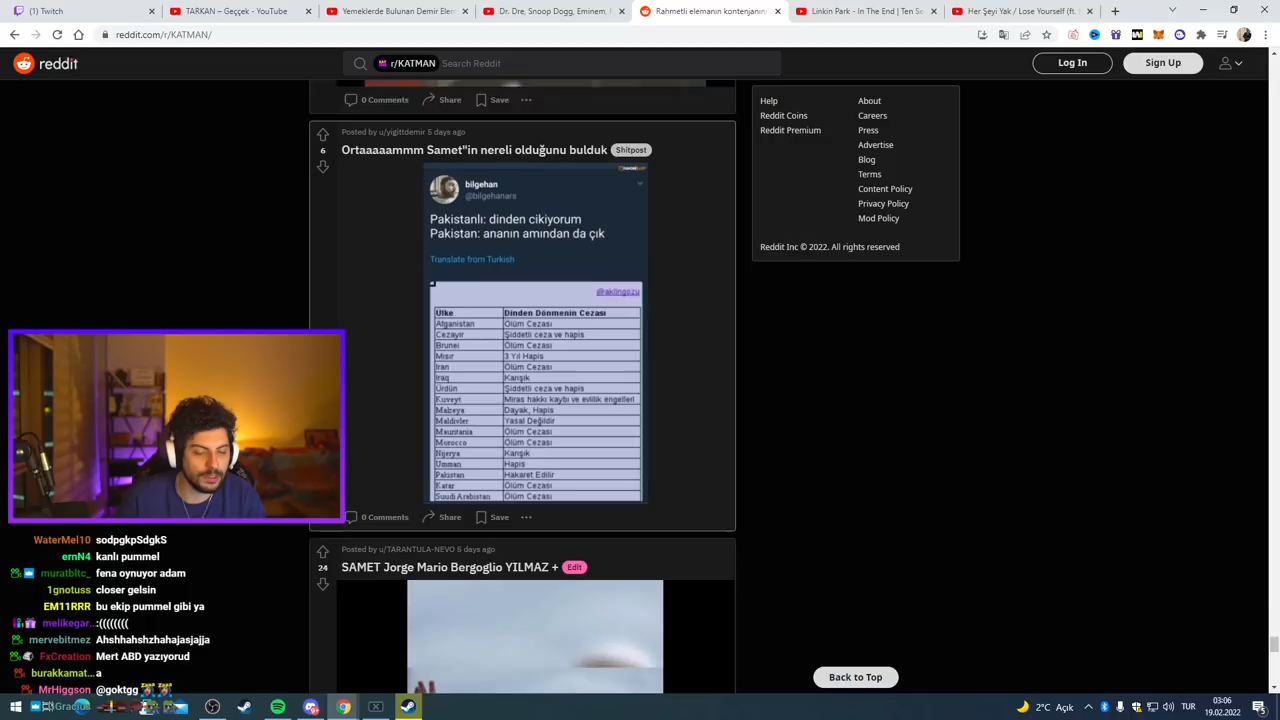 Twitch
TARKAN – Geççek - YouTube
Yemeklerde Bulunan Demir Elem
Dr. Dre, Snoop Dogg, Eminem, M
Rahmetli elemanın kontenjanını
Linkin Park - In The End | Ten Se
Her Şeyi Yak / Love Yourself (ft.
reddit.com/r/KATMAN/
reddit
r/KATMAN
Search Reddit
Log In
Sign Up
0 Comments
Share
Save
Help
About
Reddit Coins
Careers
Reddit Premium
Press
Advertise
Blog
Terms
Content Policy
Privacy Policy
Mod Policy
Reddit Inc © 2022. All rights reserved
Posted by u/yigittdemir 5 days ago
6
Ortaaaaammm Samet"in nereli olduğunu bulduk
Shitpost
bilgehan
@bilgehanars
Pakistanlı: dinden cikiyorum
Pakistan: ananın amından da çık
Translate from Turkish
@aklingozu
Ülke Dinden Dönmenin Cezası
Afganistan Ölüm Cezası
Cezayir Şiddetli ceza ve hapis
Brunei Ölüm Cezası
Mısır 3 Yıl Hapis
Iran Ölüm Cezası
Iraq Karışık
Ürdün Şiddetli ceza ve hapis
Kuveyt Miras hakkı kaybı ve evlilik engelleri
Malezya Dayak, Hapis
Maldivler Yasal Değildir
Mauritania Ölüm Cezası
Morocco Ölüm Cezası
Nijerya Karışık
Umman Hapis
Pakistan Hakaret Edilir
Katar Ölüm Cezası
Suudi Arabistan Ölüm Cezası
0 Comments
Share
Save
Posted by u/TARANTULA-NEVO 5 days ago
24
SAMET Jorge Mario Bergoglio YILMAZ +
Edit
Back to Top
WaterMel10 sodpgkpSdgkS
ernN4 kanlı pummel
muratbltc_ fena oynuyor adam
1gnotuss closer gelsin
EM11RRR bu ekip pummel gibi ya
melikegar... :((((((((
mervebitmez Ahshhahshzhahajasjajja
FxCreation Mert ABD yazıyorud
burakkamat... a
MrHiggson @goktgg
2°C Açık
TUR
03:06
19.02.2022